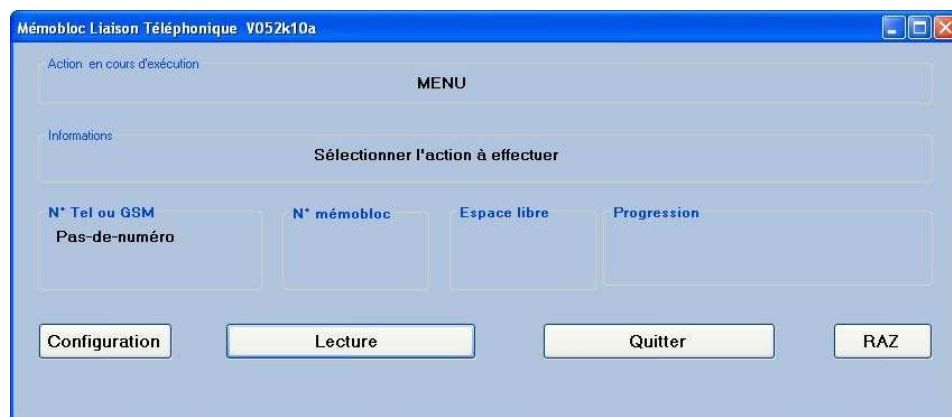 Mémobloc Liaison Téléphonique V052k10a
Action en cours d'exécution
MENU
Informations
Sélectionner l'action à effectuer
N° Tel ou GSM
Pas-de-numéro
N° mémobloc
Espace libre
Progression
Configuration
Lecture
Quitter
RAZ